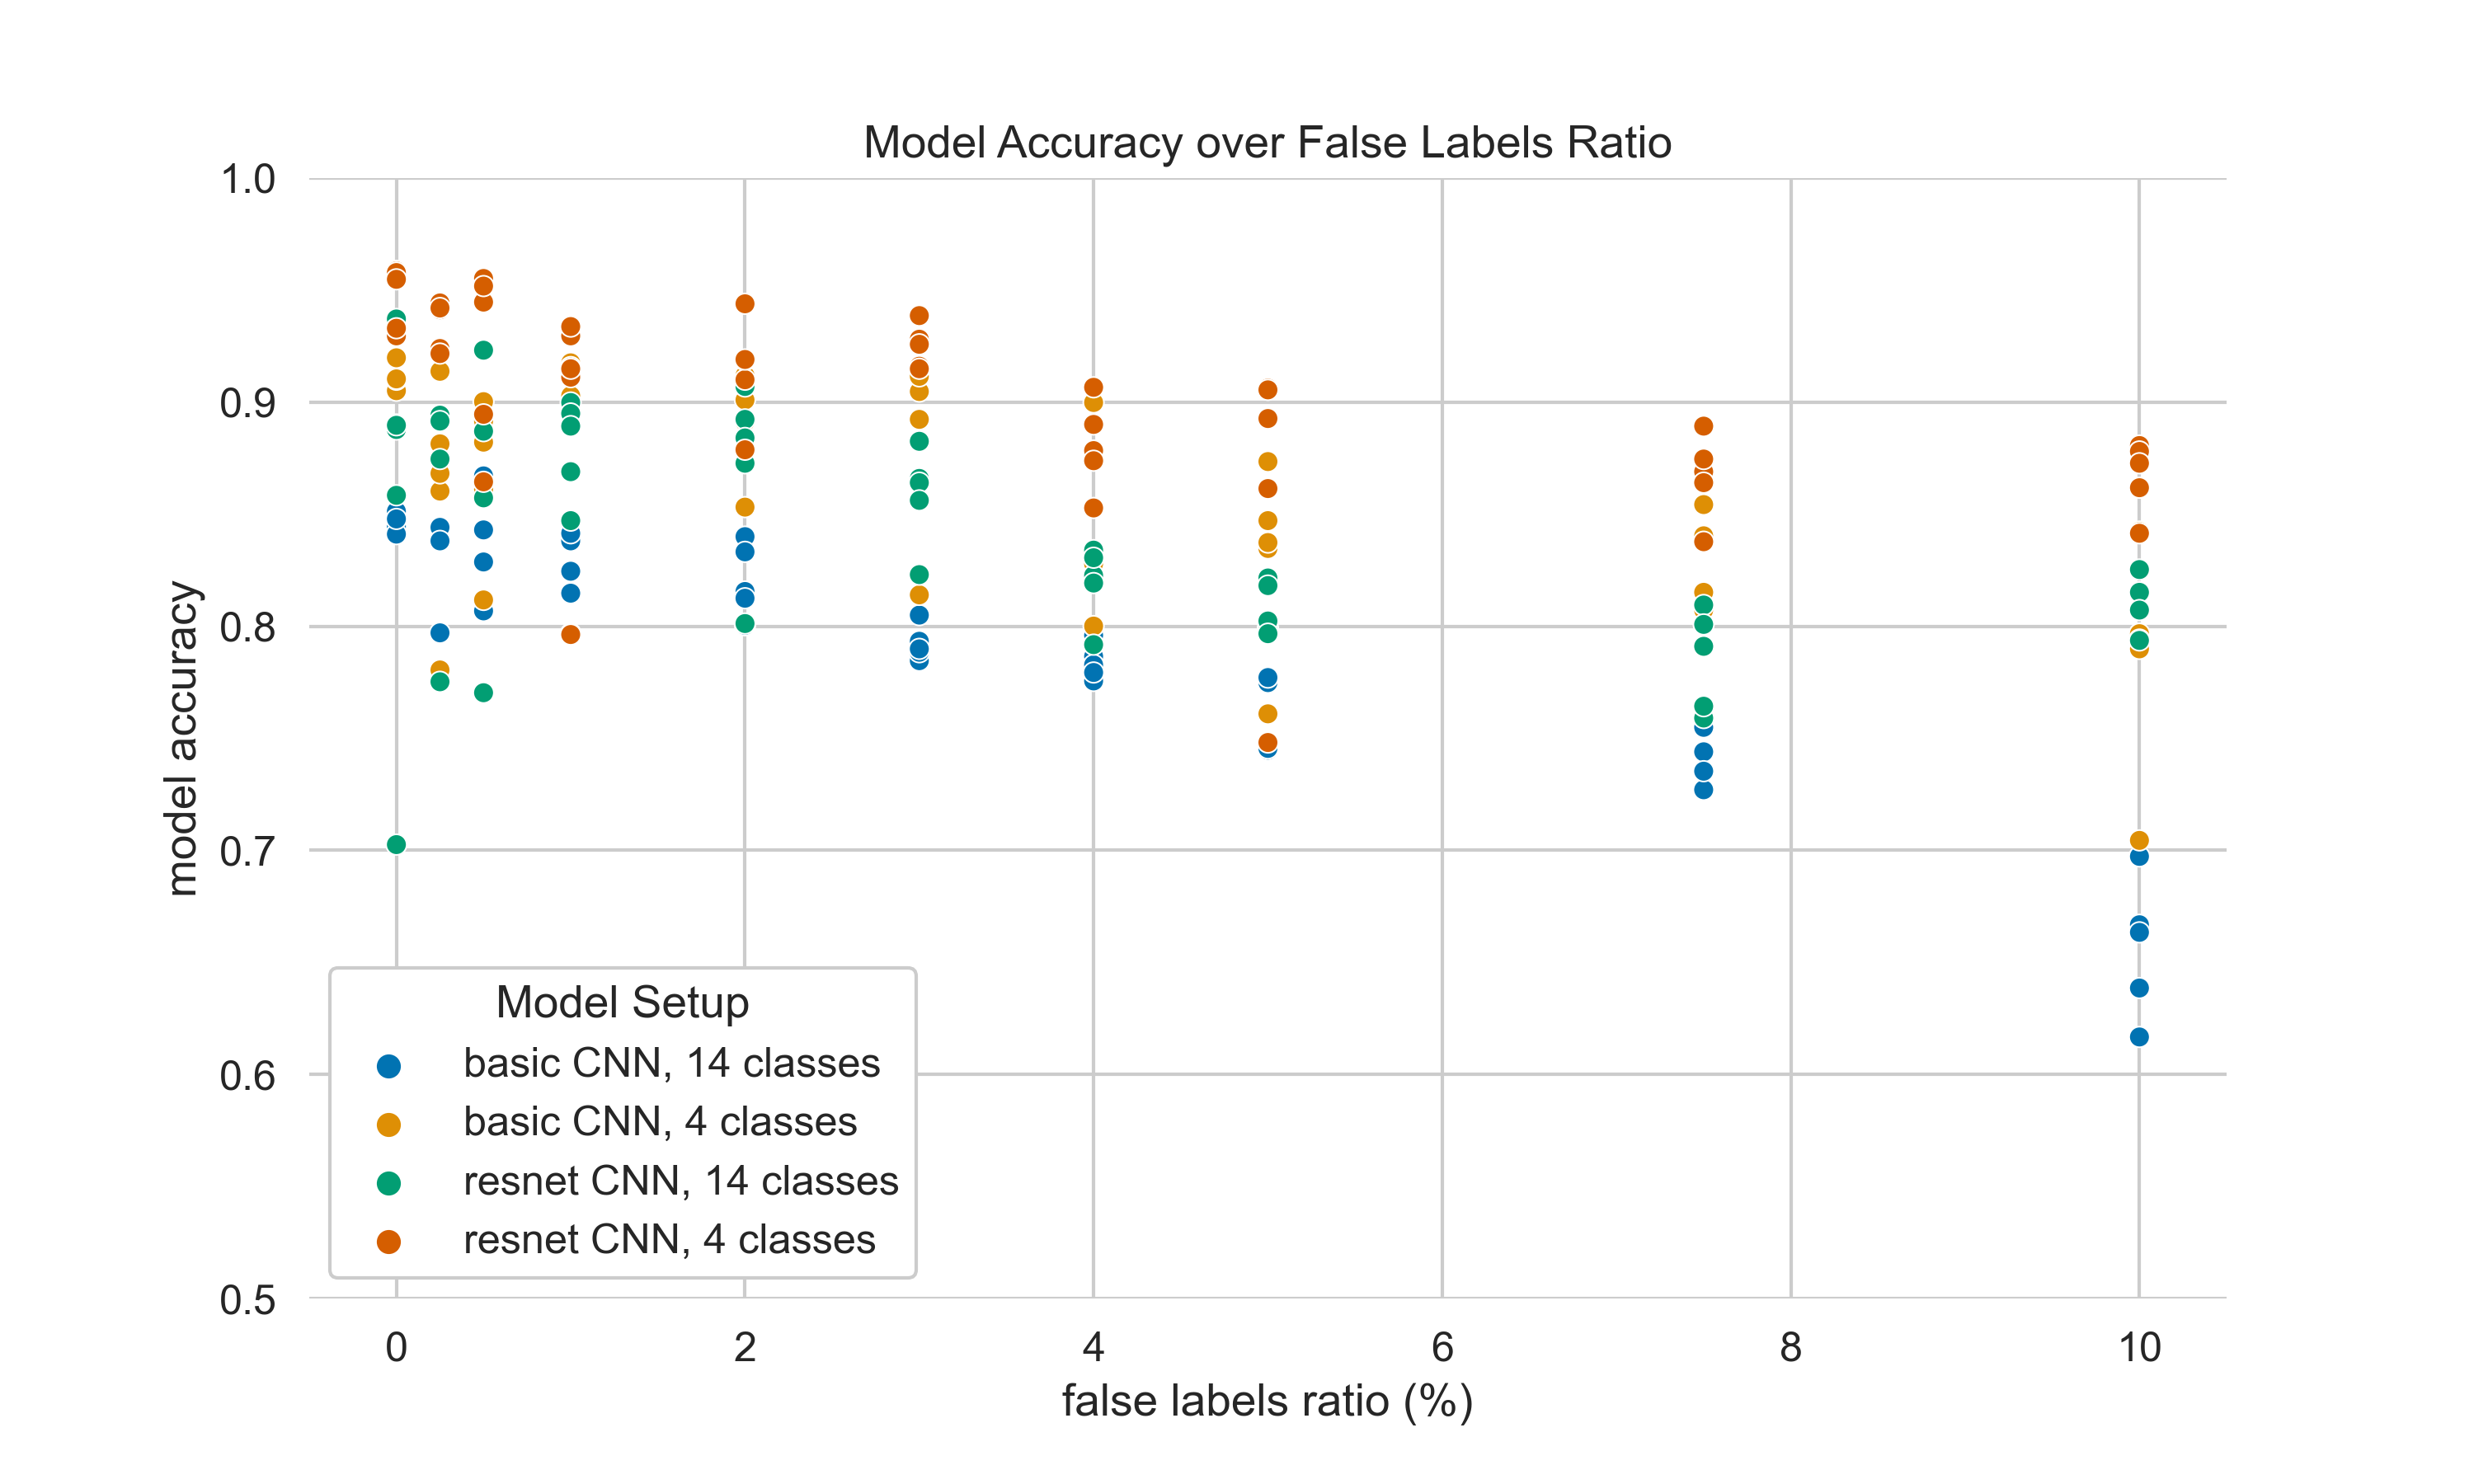 Model Accuracy over False Labels Ratio
1.0
0.9
0.8
0.7
0.6
0.5
model accuracy
Model Setup
basic CNN, 14 classes
basic CNN, 4 classes
resnet CNN, 14 classes
resnet CNN, 4 classes
0 2 4 6 8 10
false labels ratio (%)